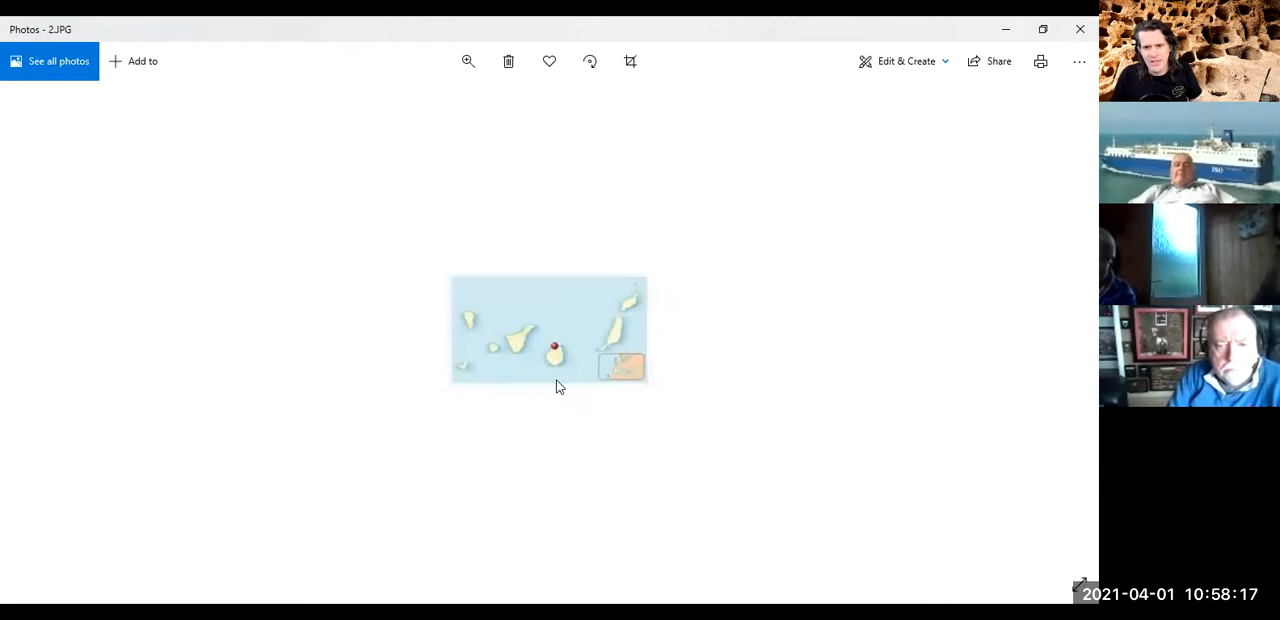 Photos - 2.JPG
See all photos
Add to
Edit & Create
Share
P&O
2021-04-01 10:58:17